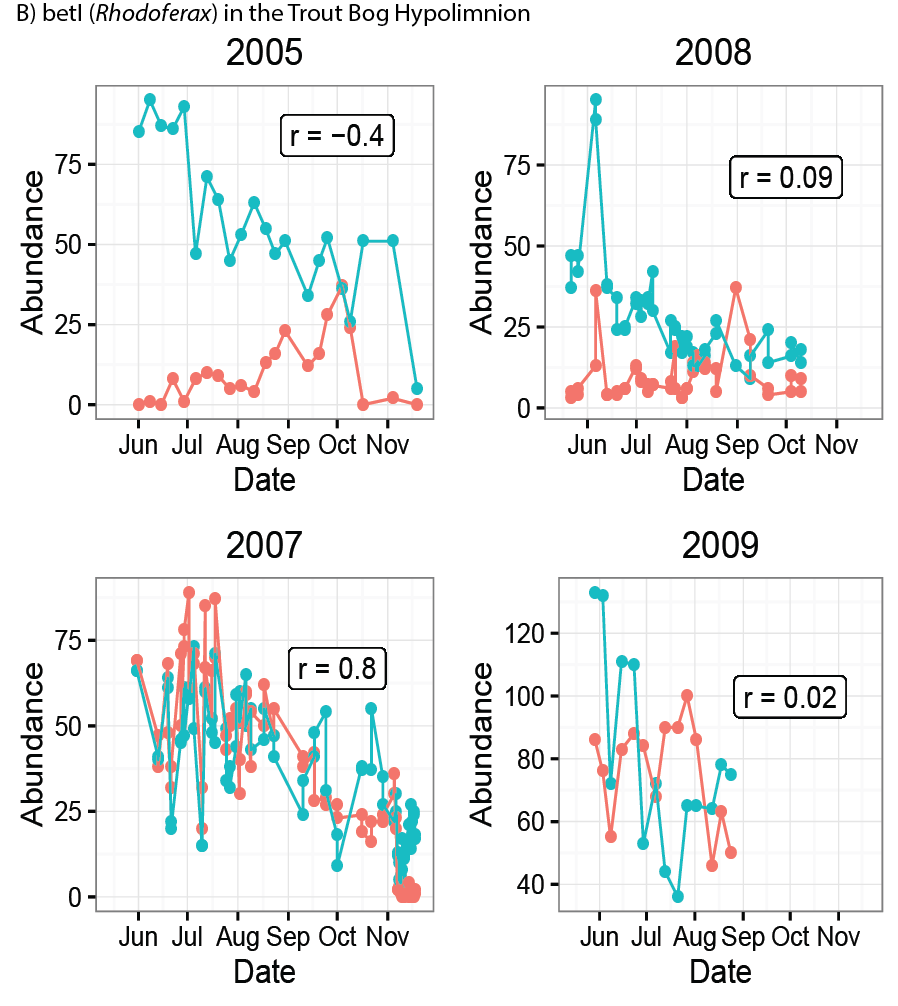 B) betI (Rhodoferax) in the Trout Bog Hypolimnion
2005
Abundance
75
50
25
0
r = −0.4
Jun Jul Aug Sep Oct Nov
Date
2008
Abundance
75
50
25
0
r = 0.09
Jun Jul Aug Sep Oct Nov
Date
2007
Abundance
75
50
25
0
r = 0.8
Jun Jul Aug Sep Oct Nov
Date
2009
Abundance
120
100
80
60
40
r = 0.02
Jun Jul Aug Sep Oct Nov
Date